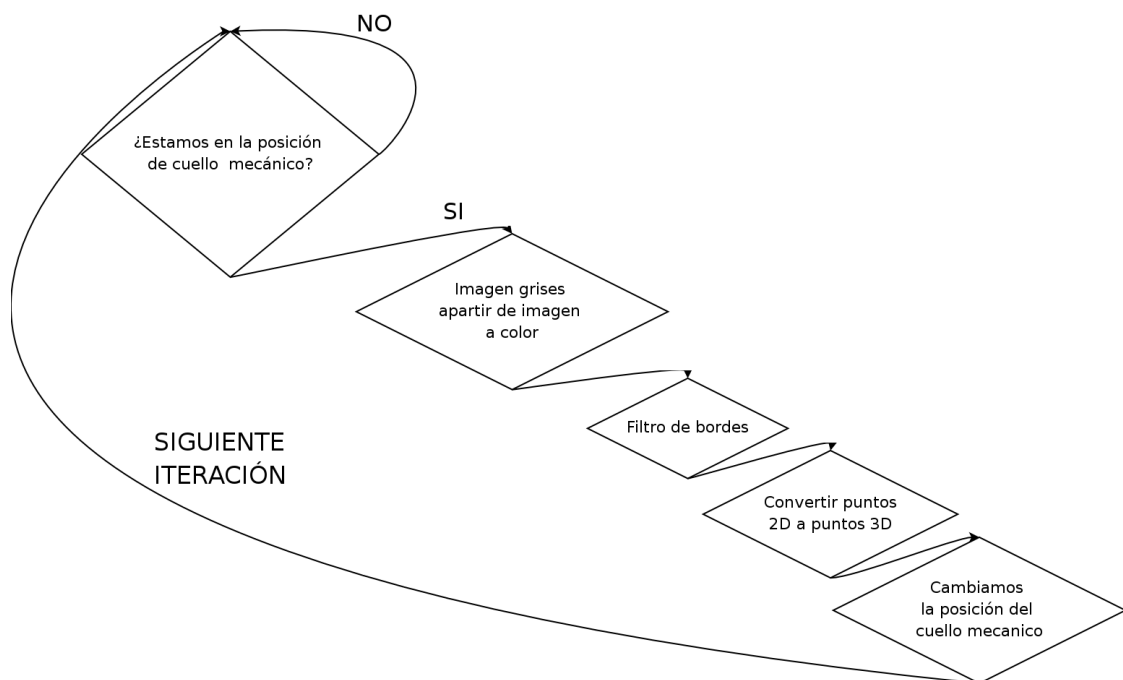 NO
¿Estamos en la posición
de cuello  mecánico?
SI
Imagen grises
apartir de imagen
a color
Filtro de bordes
SIGUIENTE
ITERACIÓN
Convertir puntos
2D a puntos 3D
Cambiamos
la posición del
cuello mecanico